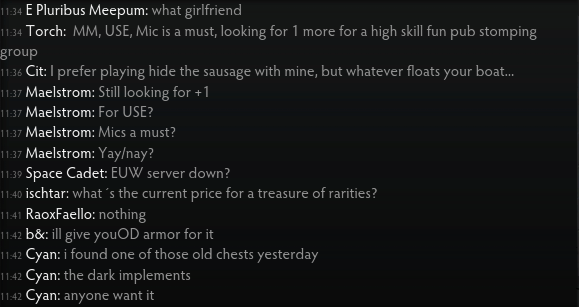 11:34 E Pluribus Meepum: what girlfriend
11:34 Torch:  MM, USE, Mic is a must, looking for 1 more for a high skill fun pub stomping
group
11:36 Cit: I prefer playing hide the sausage with mine, but whatever floats your boat...
11:37 Maelstrom: Still looking for +1
11:37 Maelstrom: For USE?
11:37 Maelstrom: Mics a must?
11:37 Maelstrom: Yay/nay?
11:39 Space Cadet: EUW server down?
11:40 ischtar: what ´s the current price for a treasure of rarities?
11:41 RaoxFaello: nothing
11:42 b&: ill give youOD armor for it
11:42 Cyan: i found one of those old chests yesterday
11:42 Cyan: the dark implements
11:42 Cyan: anyone want it